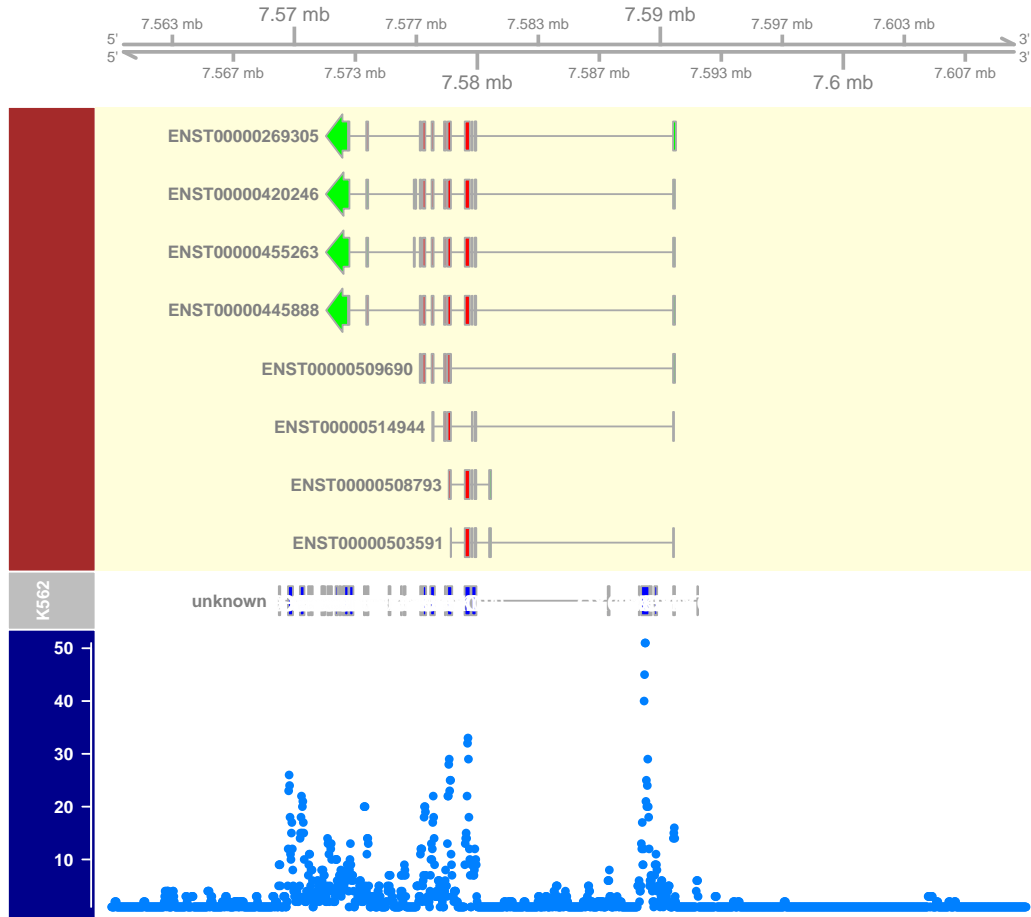 7.57 mb 7.59 mb
7.563 mb 7.577 mb 7.583 mb 7.597 mb 7.603 mb
5' 3'
5' 3'
7.567 mb 7.573 mb 7.587 mb 7.593 mb 7.607 mb
7.58 mb 7.6 mb
ENST00000269305
ENST00000420246
ENST00000455263
ENST00000445888
ENST00000509690
ENST00000514944
ENST00000508793
ENST00000503591
K562
unknown
50
40
30
20
10